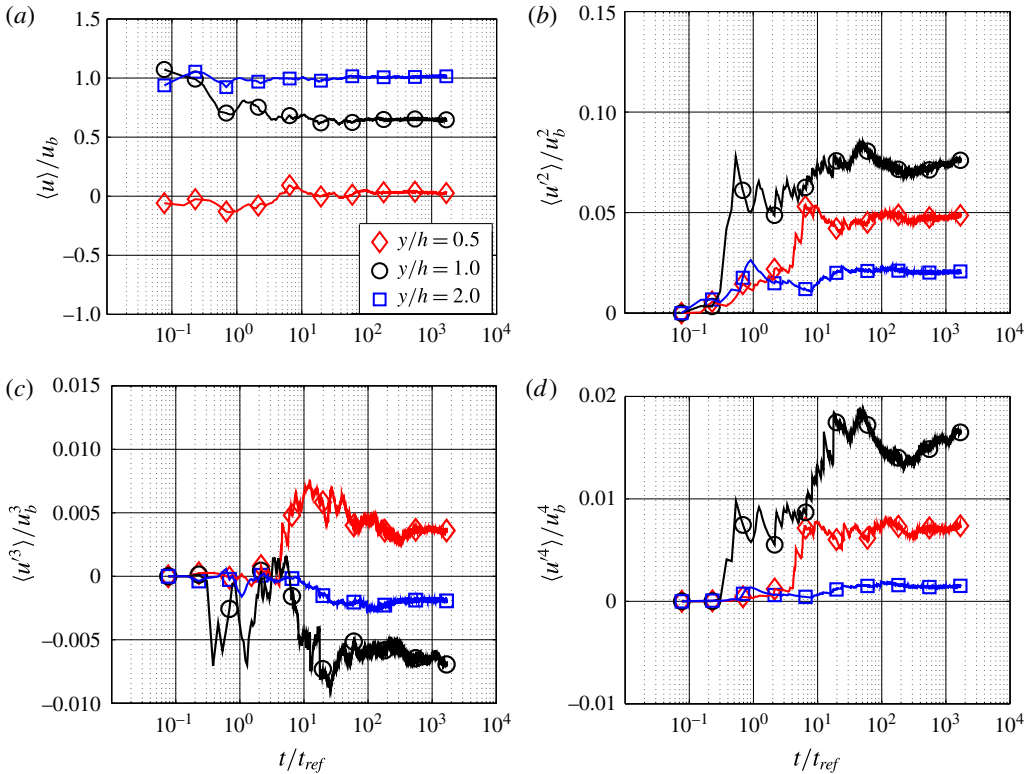 (a)
1.5
1.0
0.5
0
−0.5
−1.0
⟨u⟩/u_b
y/h = 0.5
y/h = 1.0
y/h = 2.0
10^−1 10^0 10^1 10^2 10^3 10^4
(b)
0.15
0.10
0.05
0
⟨u′^2⟩/u_b^2
10^−1 10^0 10^1 10^2 10^3 10^4
(c)
0.015
0.010
0.005
0
−0.005
−0.010
⟨u′^3⟩/u_b^3
10^−1 10^0 10^1 10^2 10^3 10^4
t/t_ref
(d)
0.02
0.01
0
−0.01
⟨u′^4⟩/u_b^4
10^−1 10^0 10^1 10^2 10^3 10^4
t/t_ref